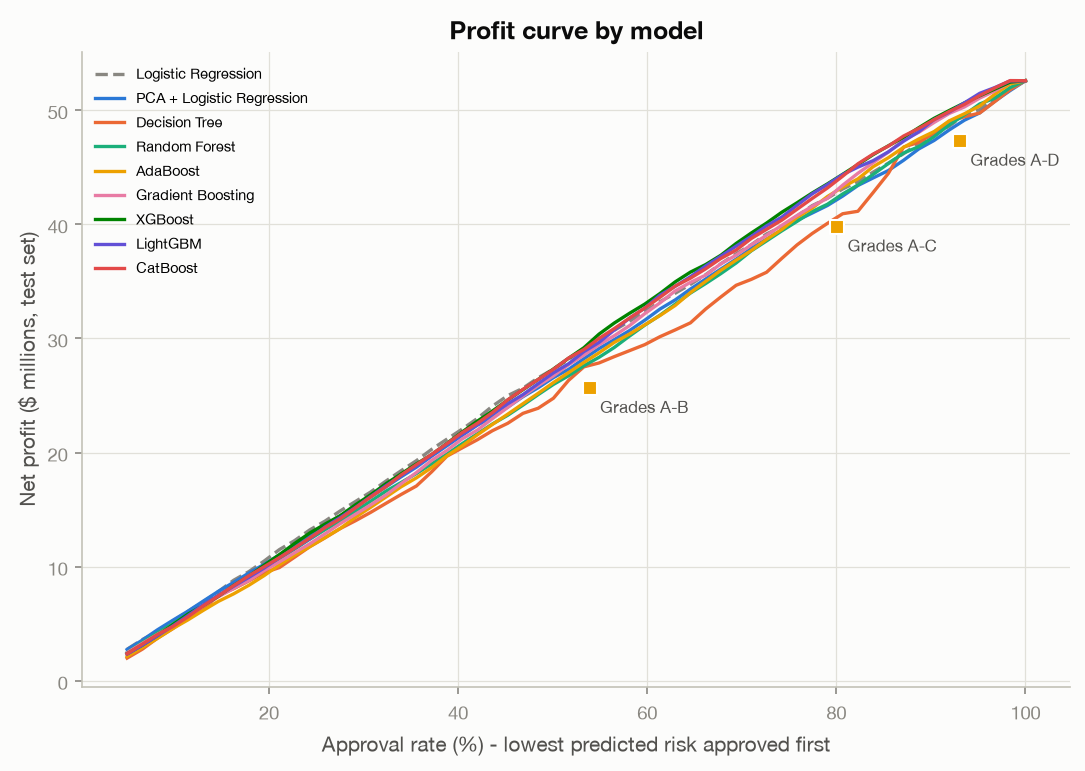 Profit curve by model
Logistic Regression
PCA + Logistic Regression
Decision Tree
Random Forest
AdaBoost
Gradient Boosting
XGBoost
LightGBM
CatBoost
50
40
30
20
10
0
Net profit ($ millions, test set)
Grades A-D
Grades A-C
Grades A-B
20 40 60 80 100
Approval rate (%) - lowest predicted risk approved first